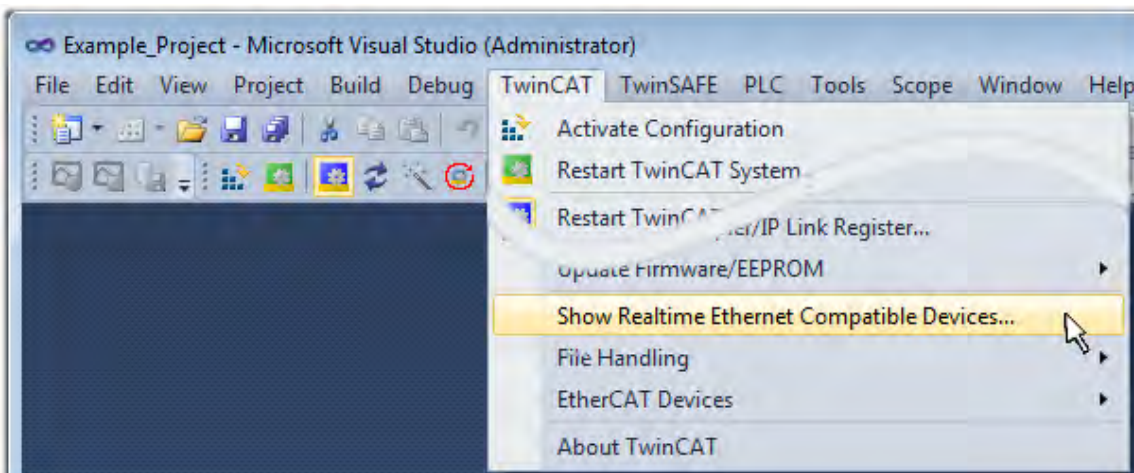 Example_Project - Microsoft Visual Studio (Administrator)
File Edit View Project Build Debug TwinCAT TwinSAFE PLC Tools Scope Window Help
Activate Configuration
Restart TwinCAT System
Restart TwinCAT
/IP Link Register...
Update Firmware/EEPROM
Show Realtime Ethernet Compatible Devices...
File Handling
EtherCAT Devices
About TwinCAT